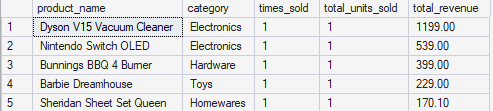 product_name category times_sold total_units_sold total_revenue
1 Dyson V15 Vacuum Cleaner Electronics 1 1 1199.00
2 Nintendo Switch OLED Electronics 1 1 539.00
3 Bunnings BBQ 4 Burner Hardware 1 1 399.00
4 Barbie Dreamhouse Toys 1 1 229.00
5 Sheridan Sheet Set Queen Homewares 1 1 170.10